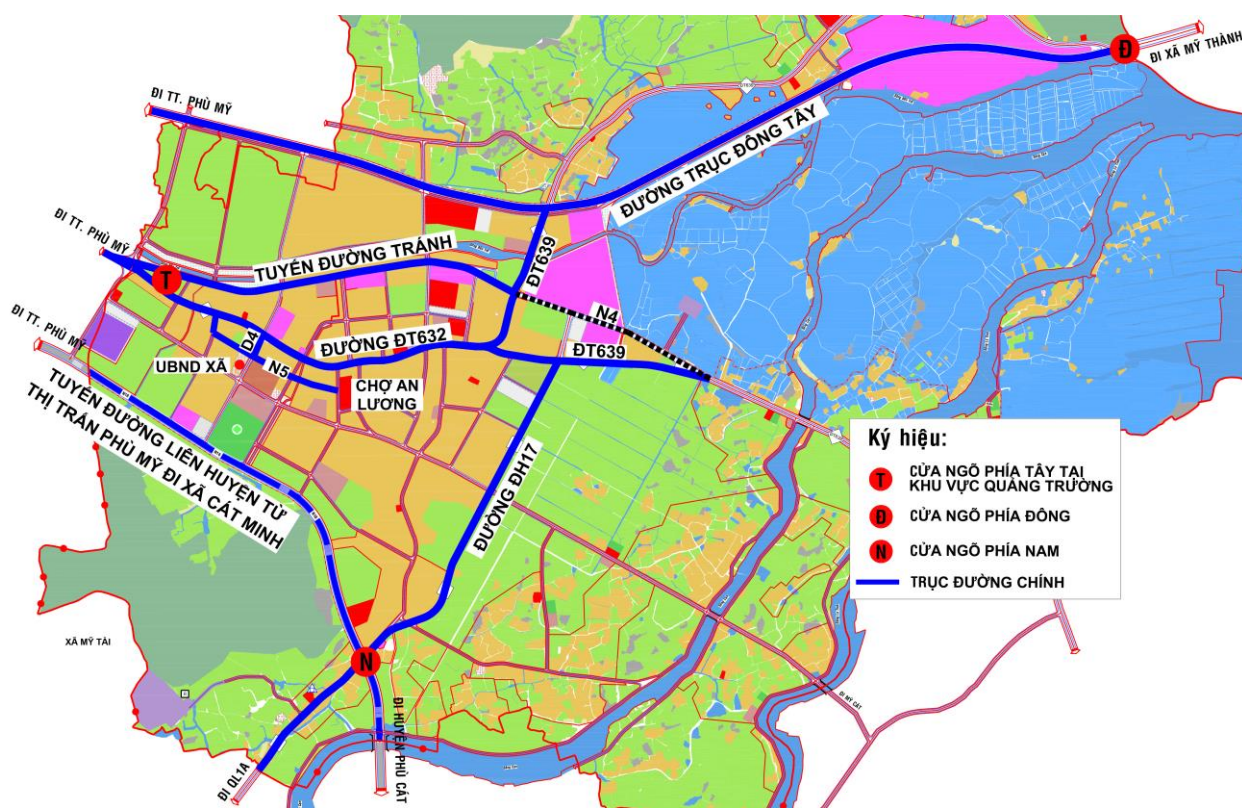 ĐI XÃ MỸ THÀNH
Đ
ĐI TT. PHÙ MỸ
ĐƯỜNG TRỤC ĐÔNG TÂY
ĐI TT. PHÙ MỸ
T
TUYẾN ĐƯỜNG TRÁNH
ĐT639
N4
ĐI TT. PHÙ MỸ
D4
ĐƯỜNG ĐT632
ĐT639
UBND XÃ
N5
CHỢ AN
LƯƠNG
TUYẾN ĐƯỜNG LIÊN HUYỆN TỪ
THỊ TRẤN PHÙ MỸ ĐI XÃ CÁT MINH
ĐƯỜNG ĐH17
Ký hiệu:
T
CỬA NGÕ PHÍA TÂY TẠI
KHU VỰC QUẢNG TRƯỜNG
Đ
CỬA NGÕ PHÍA ĐÔNG
N
CỬA NGÕ PHÍA NAM
TRỤC ĐƯỜNG CHÍNH
XÃ MỸ TÀI
N
ĐI MỸ CÁT
ĐI QL1A
ĐI HUYỆN PHÙ CÁT